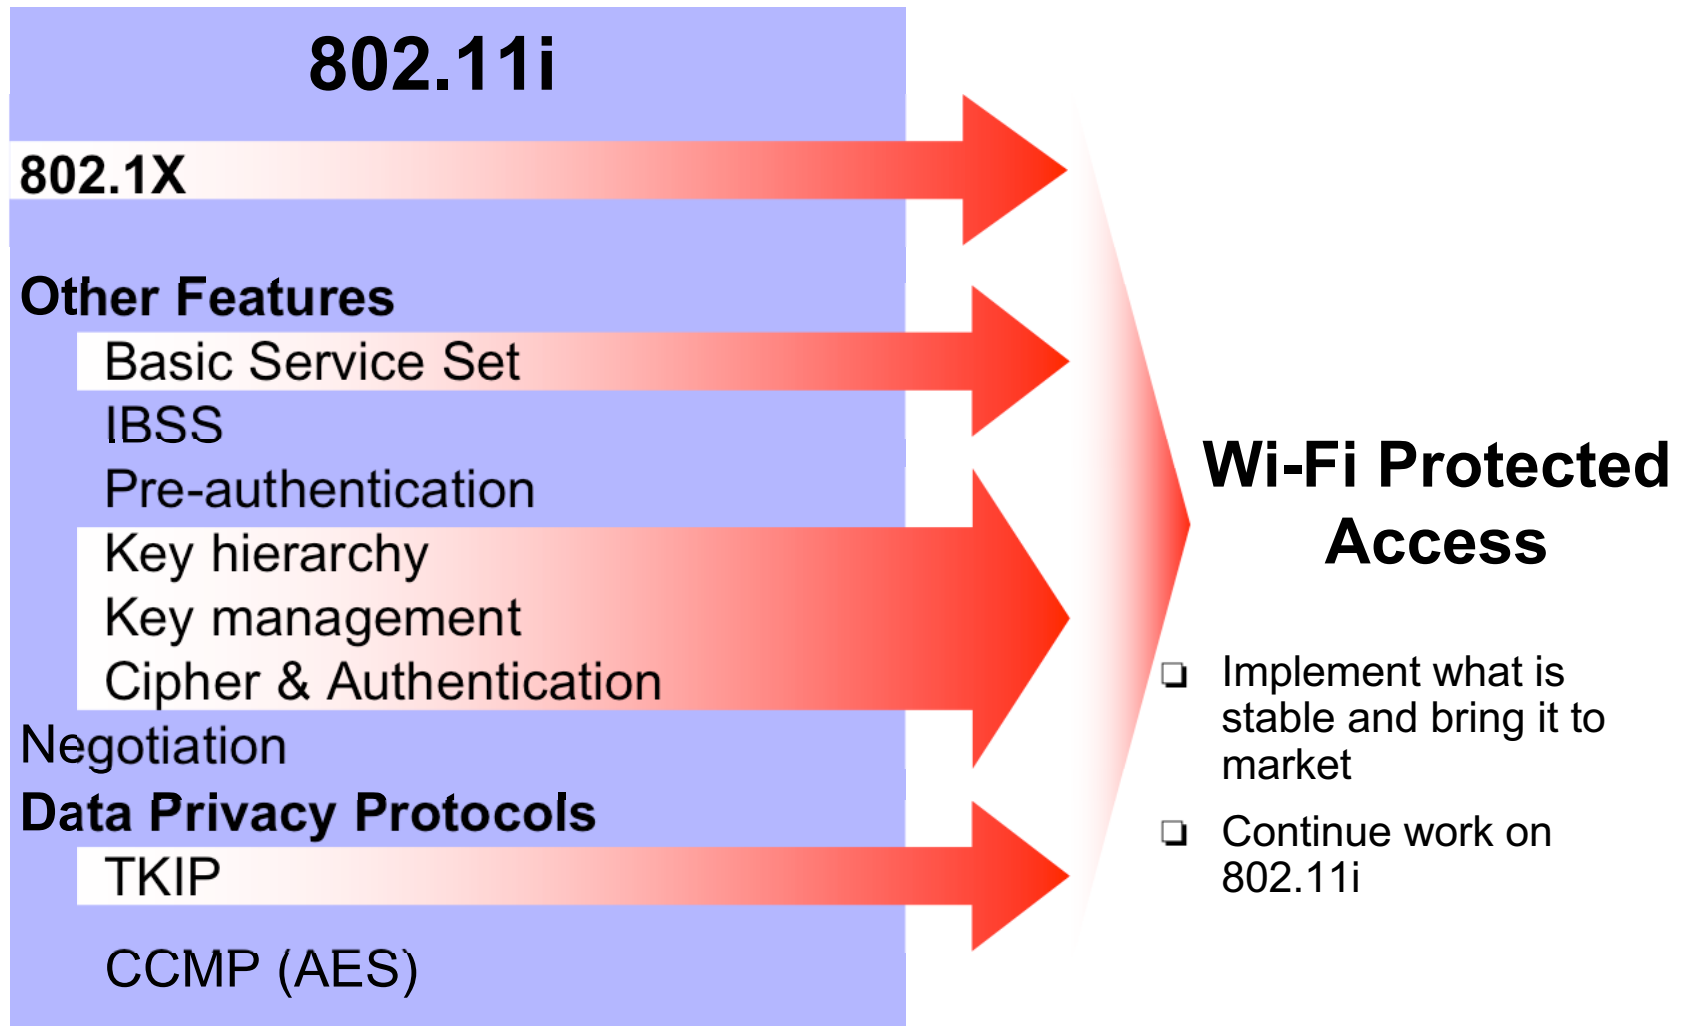 802.11i
802.1X
Other Features
Basic Service Set
IBSS
Pre-authentication
Key hierarchy
Key management
Cipher & Authentication
Negotiation
Data Privacy Protocols
TKIP
CCMP (AES)
Wi-Fi Protected
Access
❏ Implement what is
stable and bring it to
market
❏ Continue work on
802.11i